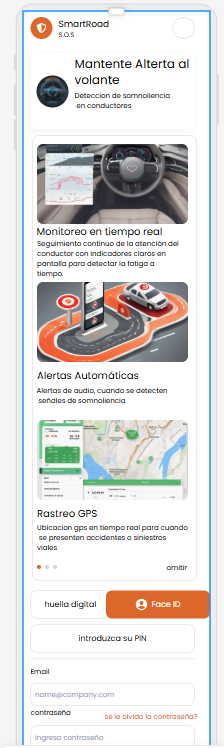 SmartRoad
S.O.S
Mantente Alterta al
volante
Deteccion de somnoliencia
en conductores
Monitoreo en tiempo real
Seguimiento continuo de la atención del
conductor con indicadores claros en
pantalla para detectar la fatigo a
tiempo.
Alertas Automáticas
Alertas de audio, cuando se detecten
señales de somnoliencia
Rastreo GPS
Ubicacion gps en tiempo real para cuando
se presenten accidentes o siniestros
viales
omitir
huella digital
Face ID
introduzca su PIN
Email
name@company.com
contraseña
se le olvido la contraseña?
ingresa contraseña